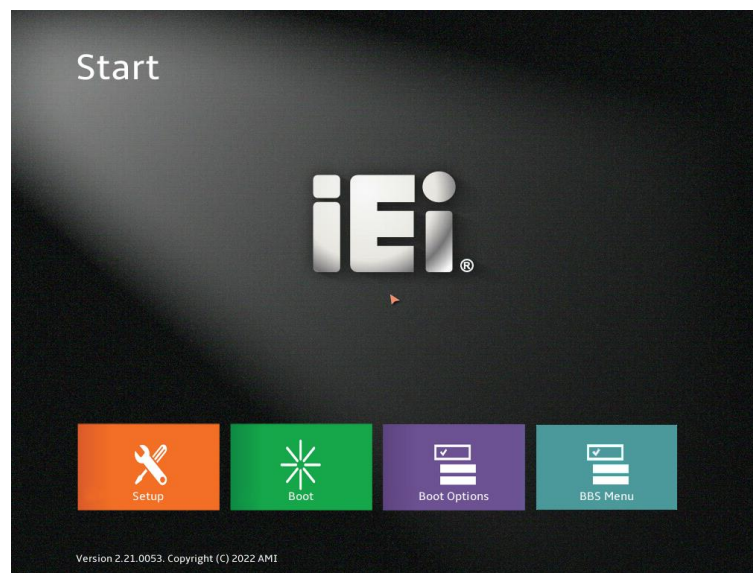 Start
iEi®
Setup
Boot
Boot Options
BBS Menu
Version 2.21.0053. Copyright (C) 2022 AMI